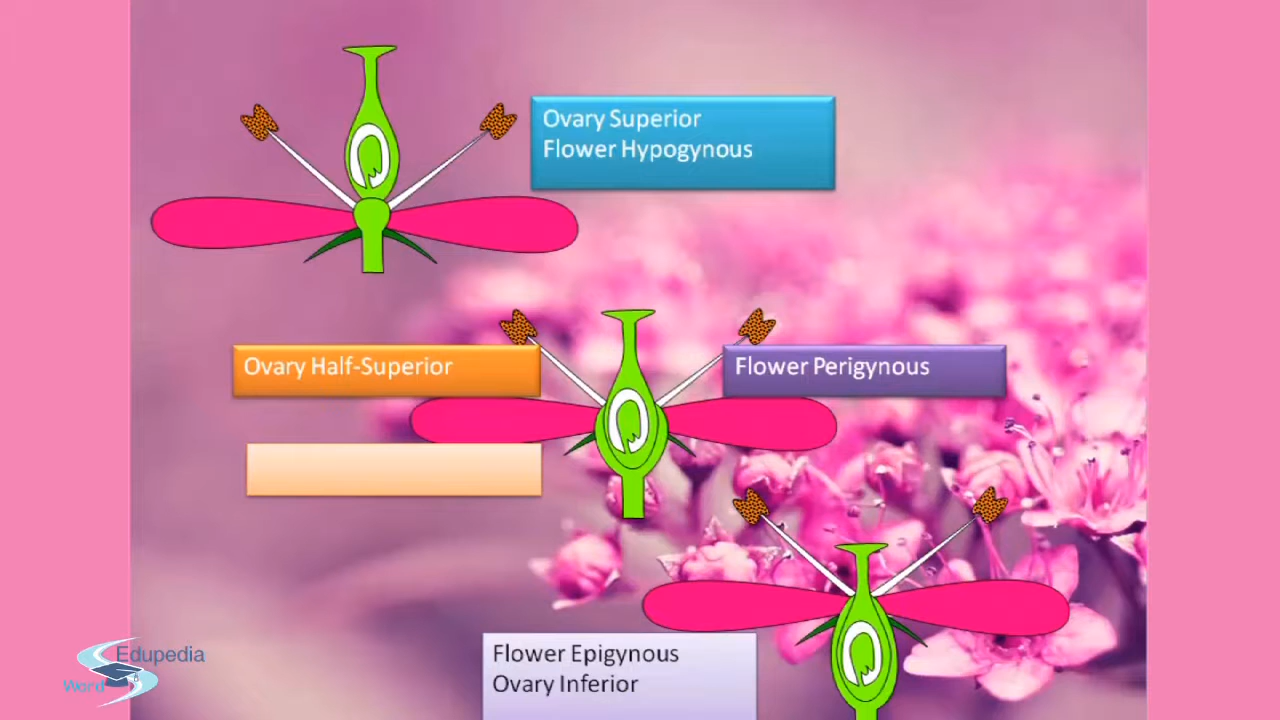 Ovary Superior
Flower Hypogynous
Ovary Half-Superior
Flower Perigynous
Flower Epigynous
Ovary Inferior
Edupedia
World